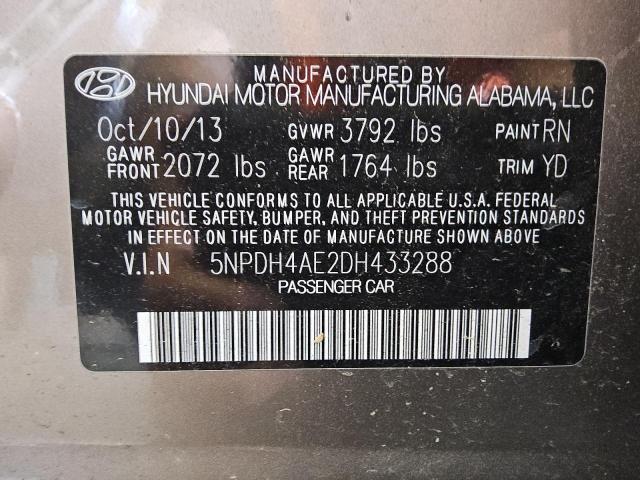 MANUFACTURED BY
HYUNDAI MOTOR MANUFACTURING ALABAMA, LLC
Oct/10/13 GVWR 3792 lbs PAINT RN
GAWR FRONT 2072 lbs GAWR REAR 1764 lbs TRIM YD
THIS VEHICLE CONFORMS TO ALL APPLICABLE U.S.A. FEDERAL
MOTOR VEHICLE SAFETY, BUMPER, AND THEFT PREVENTION STANDARDS
IN EFFECT ON THE DATE OF MANUFACTURE SHOWN ABOVE.
V.I.N 5NPDH4AE2DH433288
PASSENGER CAR